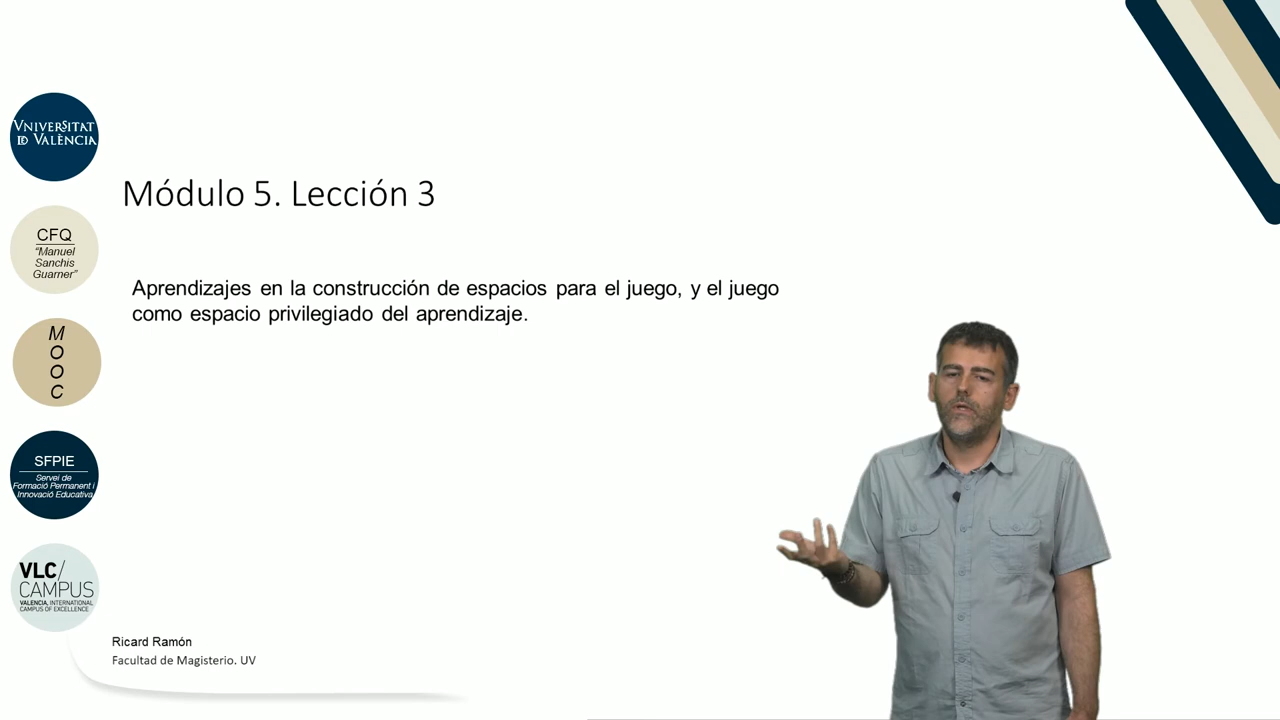 VNIVERSITAT
D VALÈNCIA
Módulo 5. Lección 3
CFQ
“Manuel
Sanchis
Guarner”
Aprendizajes en la construcción de espacios para el juego, y el juego
como espacio privilegiado del aprendizaje.
M
O
O
C
SFPIE
Servei de
Formació Permanent i
Innovació Educativa
VLC/
CAMPUS
VALENCIA, INTERNATIONAL
CAMPUS OF EXCELLENCE
Ricard Ramón
Facultad de Magisterio. UV